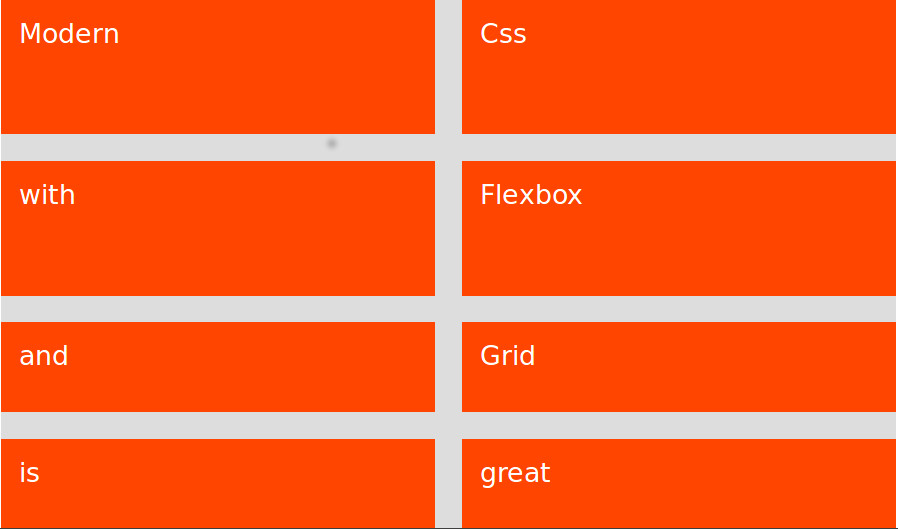 Modern
Css
with
Flexbox
and
Grid
is
great